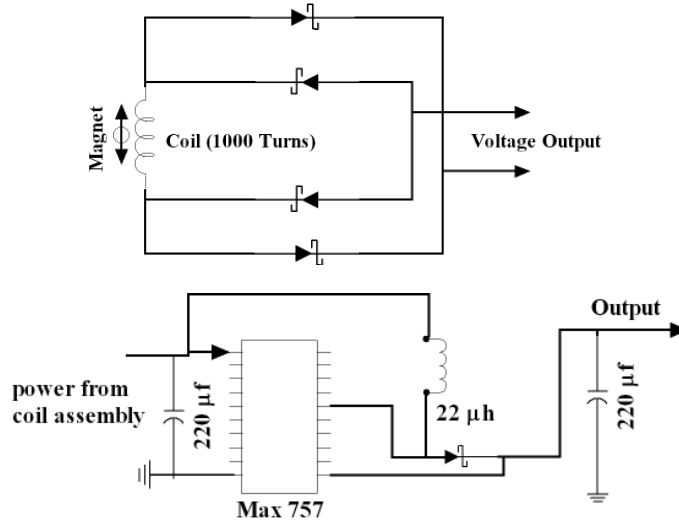 Magnet
Coil (1000 Turns)
Voltage Output
Output
power from
coil assembly
220 µf
22 µh
220 µf
Max 757